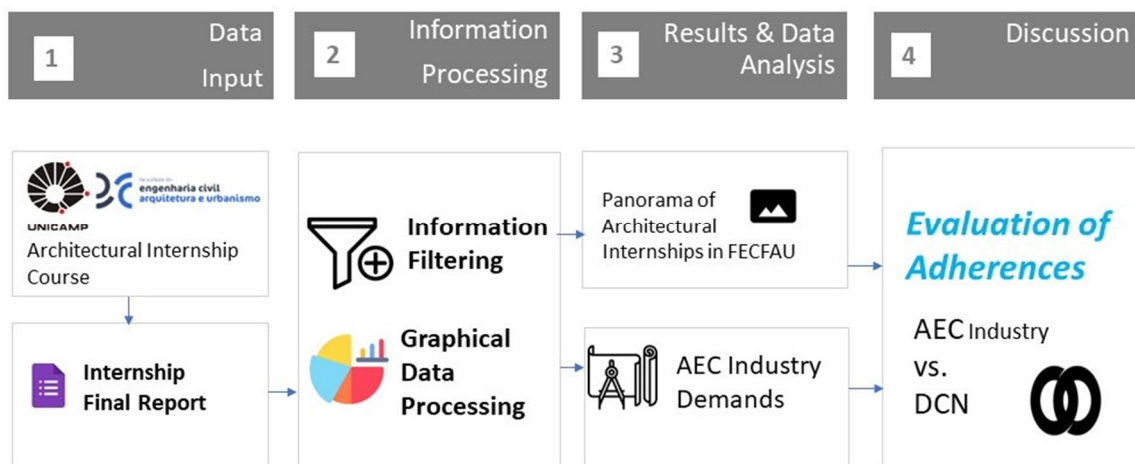 1
Data
Input
2
Information
Processing
3
Results & Data
Analysis
4
Discussion
UNICAMP
engenharia civil
arquitetura e urbanismo
Architectural Internship
Course
Internship
Final Report
Information
Filtering
Graphical
Data
Processing
Panorama of
Architectural
Internships in FECFAU
AEC Industry
Demands
Evaluation of
Adherences
AEC Industry
vs.
DCN